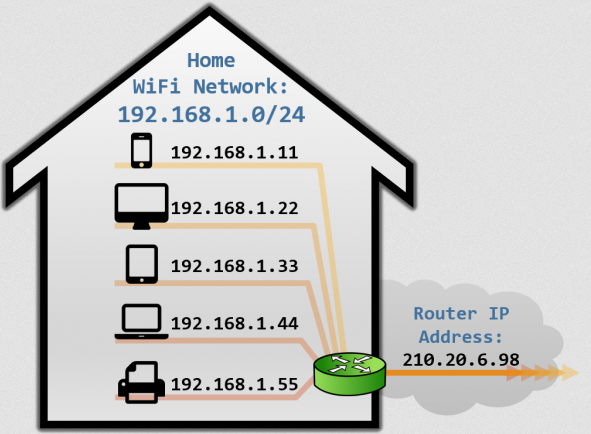 Home
WiFi Network:
192.168.1.0/24
192.168.1.11
192.168.1.22
192.168.1.33
192.168.1.44
192.168.1.55
Router IP
Address:
210.20.6.98